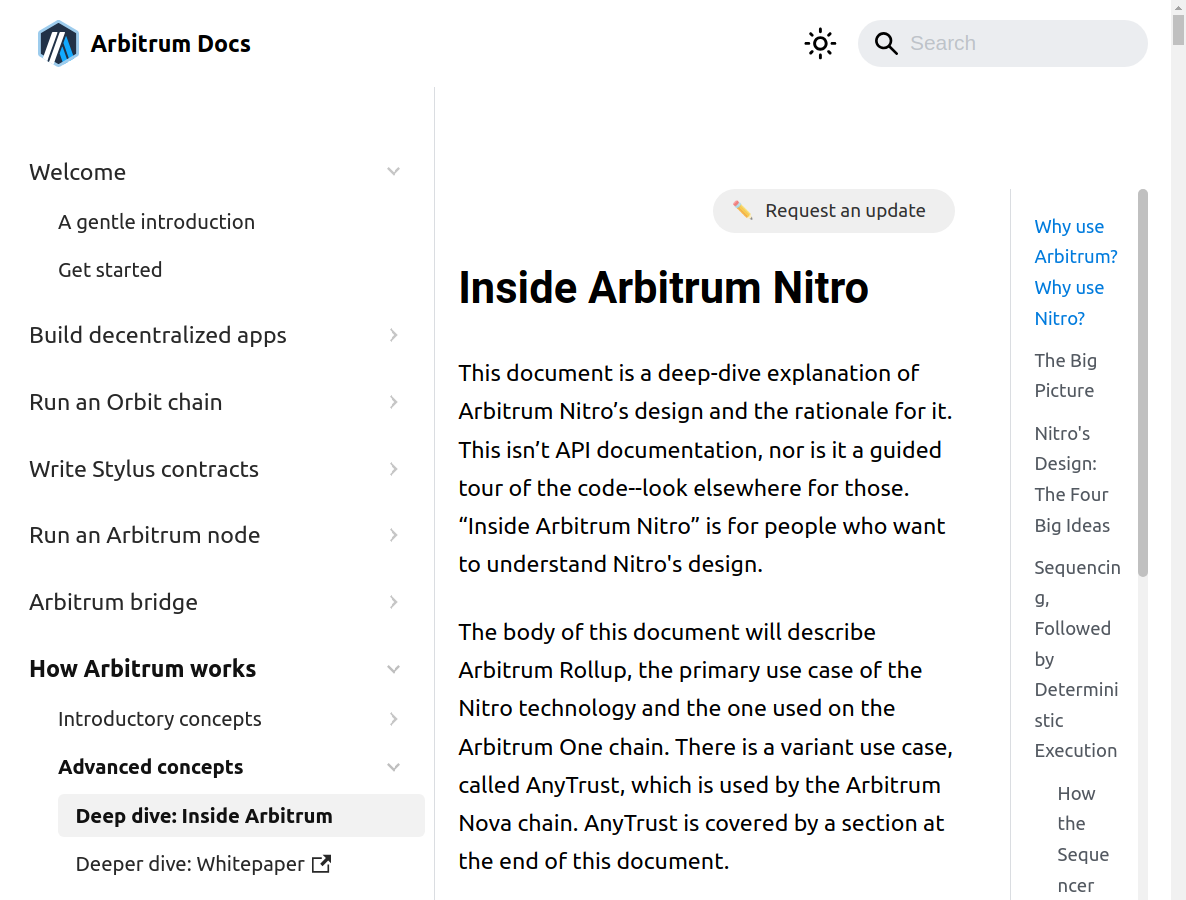 Arbitrum Docs
Search
Welcome
A gentle introduction
Get started
Build decentralized apps
Run an Orbit chain
Write Stylus contracts
Run an Arbitrum node
Arbitrum bridge
How Arbitrum works
Introductory concepts
Advanced concepts
Deep dive: Inside Arbitrum
Deeper dive: Whitepaper
Request an update
Inside Arbitrum Nitro
This document is a deep-dive explanation of
Arbitrum Nitro’s design and the rationale for it.
This isn’t API documentation, nor is it a guided
tour of the code--look elsewhere for those.
“Inside Arbitrum Nitro” is for people who want
to understand Nitro's design.
The body of this document will describe
Arbitrum Rollup, the primary use case of the
Nitro technology and the one used on the
Arbitrum One chain. There is a variant use case,
called AnyTrust, which is used by the Arbitrum
Nova chain. AnyTrust is covered by a section at
the end of this document.
Why use
Arbitrum?
Why use
Nitro?
The Big
Picture
Nitro's
Design:
The Four
Big Ideas
Sequencin
g,
Followed
by
Determini
stic
Execution
How
the
Seque
ncer